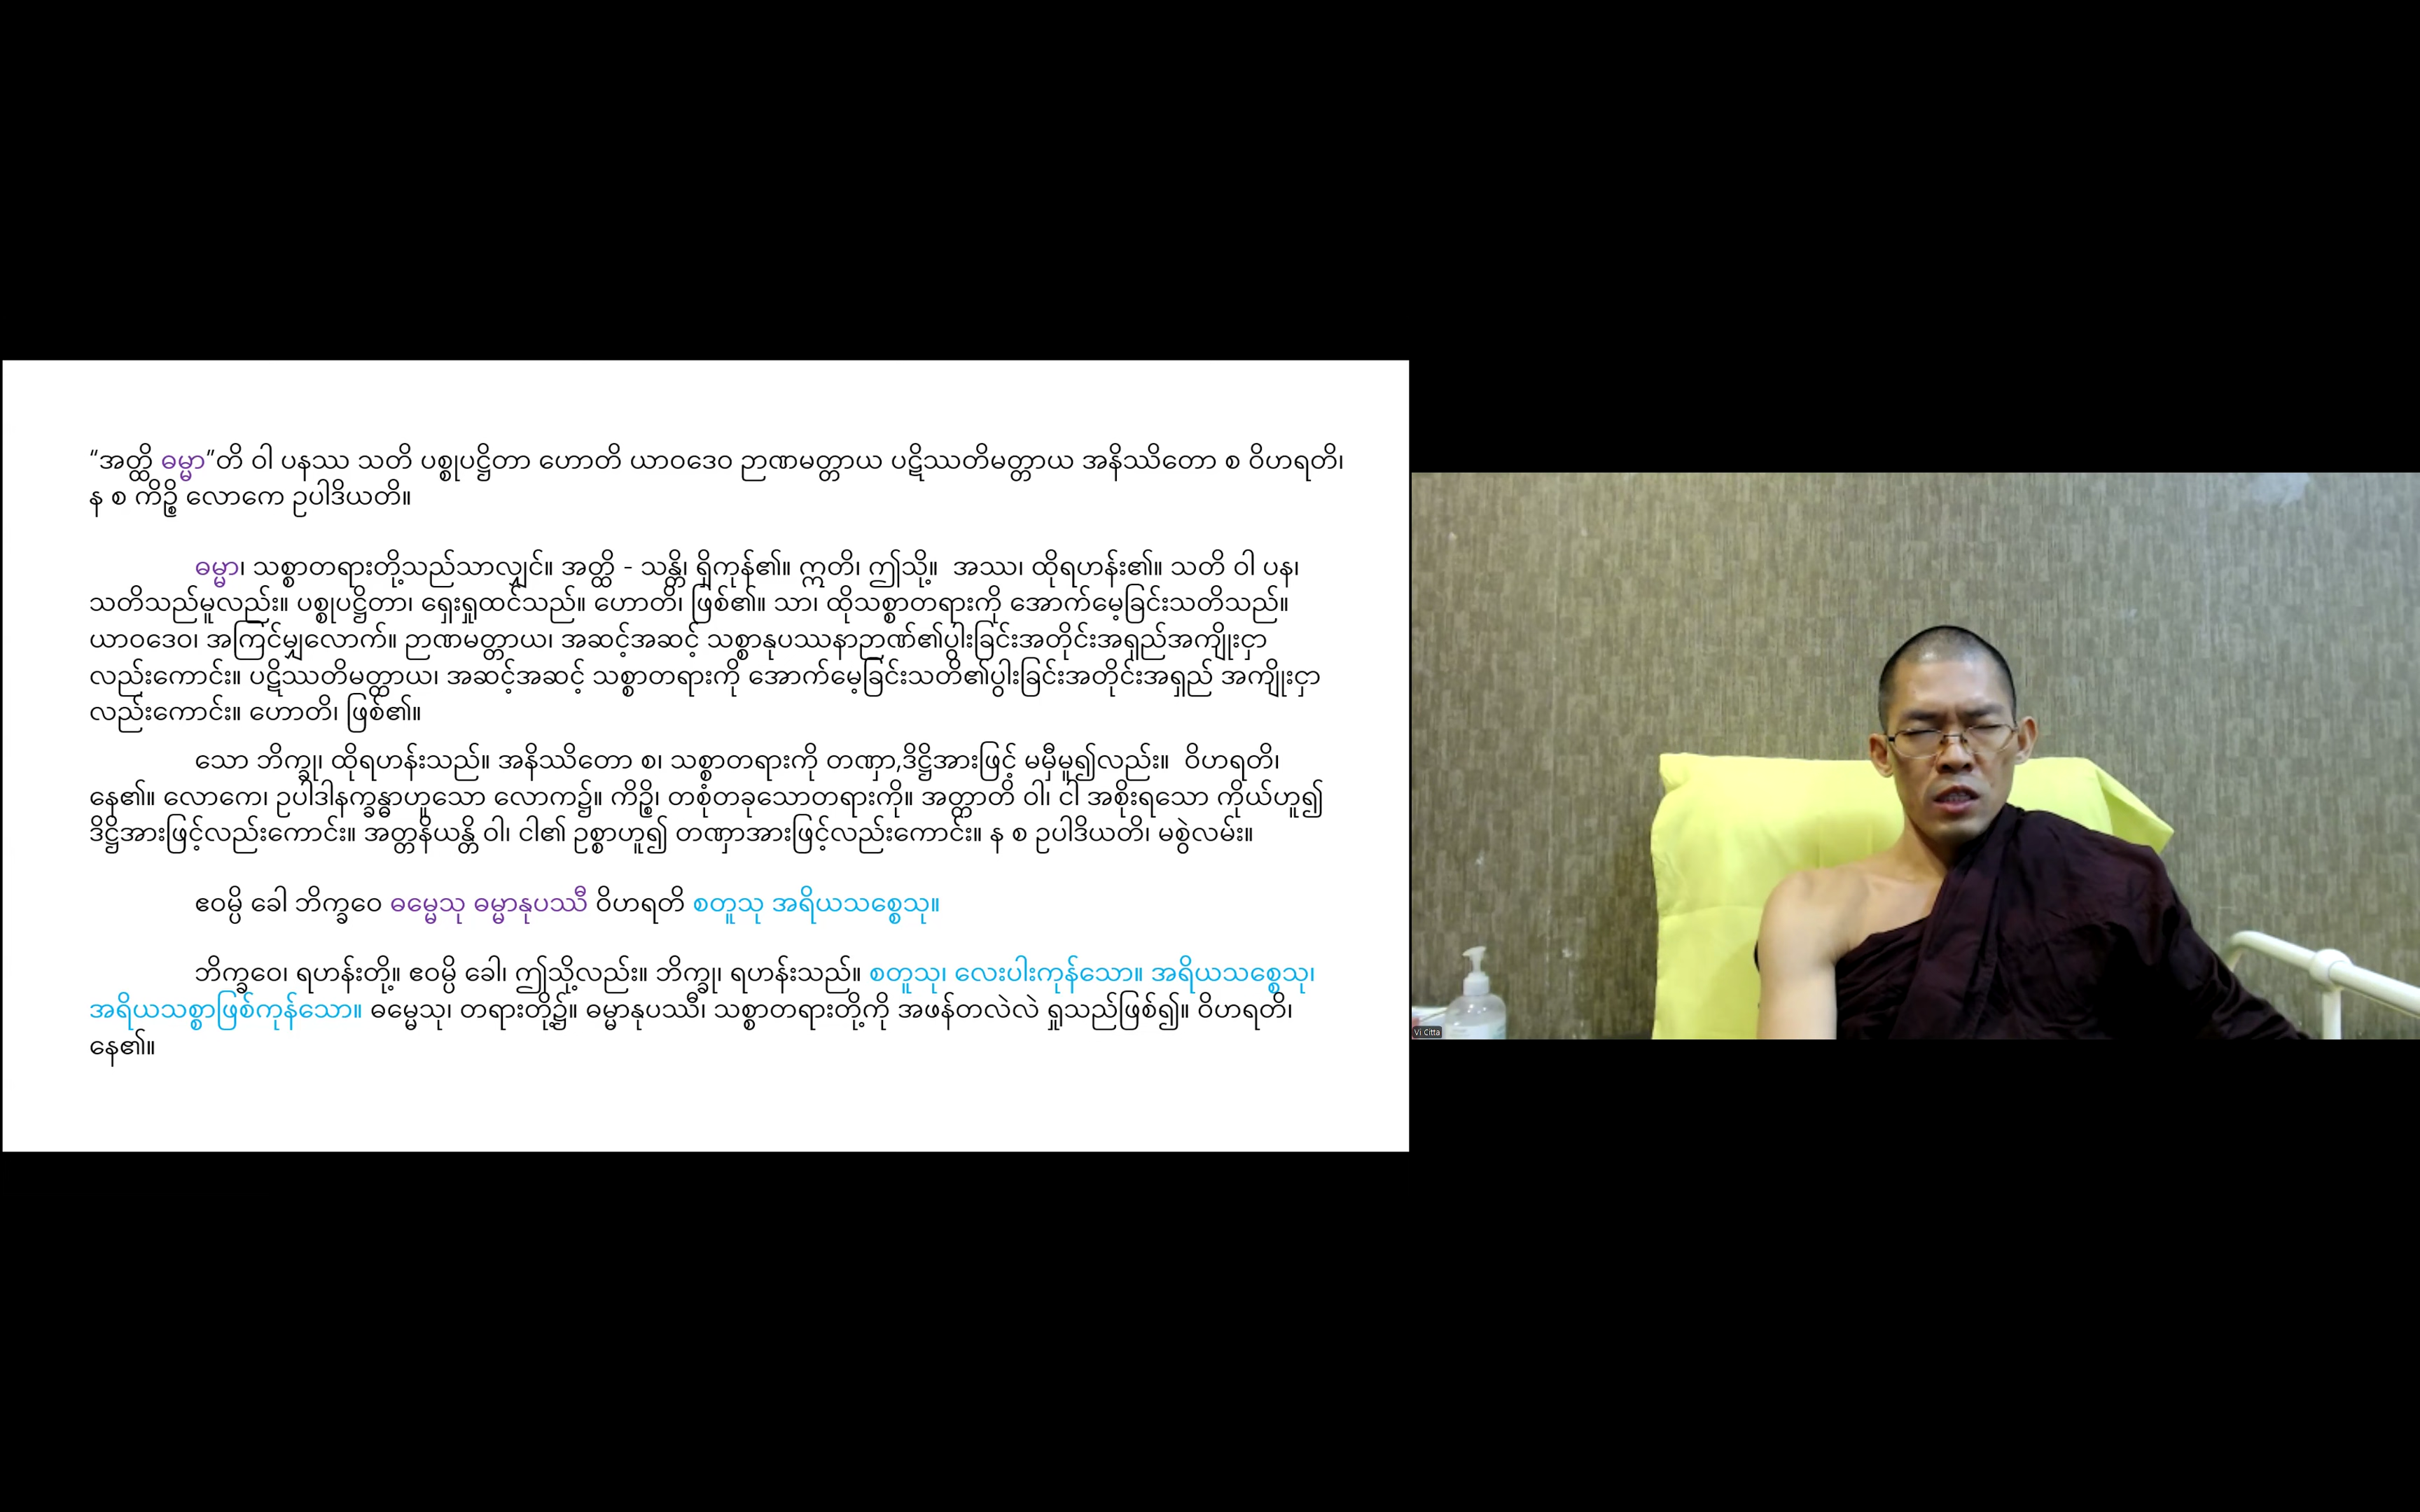 “အတ္ထိ ဓမ္မာ”တိ ဝါ ပနဿ သတိ ပစ္စုပဋ္ဌိတာ ဟောတိ ယာဝဒေဝ ဉာဏမတ္တာယ ပဋိဿတိမတ္တာယ အနိဿိတော စ ဝိဟရတိ၊
န စ ကိဉ္စိ လောကေ ဥပါဒိယတိ။
ဓမ္မာ၊ သစ္စာတရားတို့သည်သာလျှင်။ အတ္ထိ - သန္တိ၊ ရှိကုန်၏။ ဣတိ၊ ဤသို့။ အဿ၊ ထိုရဟန်း၏။ သတိ ဝါ ပန၊
သတိသည်မူလည်း။ ပစ္စုပဋ္ဌိတာ၊ ရှေးရှုထင်သည်။ ဟောတိ၊ ဖြစ်၏။ သာ၊ ထိုသစ္စာတရားကို အောက်မေ့ခြင်းသတိသည်။
ယာဝဒေဝ၊ အကြင်မျှလောက်။ ဉာဏမတ္တာယ၊ အဆင့်အဆင့် သစ္စာနုပဿနာဉာဏ်၏ပွါးခြင်းအတိုင်းအရှည်အကျိုးငှာ
လည်းကောင်း။ ပဋိဿတိမတ္ထာယ၊ အဆင့်အဆင့် သစ္စာတရားကို အောက်မေ့ခြင်းသတိ၏ပွါးခြင်းအတိုင်းအရှည် အကျိုးငှာ
လည်းကောင်း။ ဟောတိ၊ ဖြစ်၏။
သော ဘိက္ခု၊ ထိုရဟန်းသည်။ အနိဿိတော စ၊ သစ္စာတရားကို တဏှာ,ဒိဋ္ဌိအားဖြင့် မမှီမူ၍လည်း။ ဝိဟရတိ၊
နေ၏။ လောကေ၊ ဥပါဒါနက္ခန္ဓာဟူသော လောက၌။ ကိဉ္စိ၊ တစုံတခုသောတရားကို။ အတ္တာတိ ဝါ၊ ငါ အစိုးရသော ကိုယ်ဟူ၍
ဒိဋ္ဌိအားဖြင့်လည်းကောင်း။ အတ္တနိယန္တိ ဝါ၊ ငါ၏ ဥစ္စာဟူ၍ တဏှာအားဖြင့်လည်းကောင်း။ န စ ဥပါဒိယတိ၊ မစွဲလမ်း။
ဧဝမ္ပိ ခေါ ဘိက္ခဝေ ဓမ္မေသု ဓမ္မာနုပဿီ ဝိဟရတိ စတူသု အရိယသစ္စေသု။
ဘိက္ခဝေ၊ ရဟန်းတို့။ ဧဝမ္ပိ ခေါ၊ ဤသို့လည်း။ ဘိက္ခု၊ ရဟန်းသည်။ စတူသု၊ လေးပါးကုန်သော။ အရိယသစ္စေသု၊
အရိယသစ္စာဖြစ်ကုန်သော။ ဓမ္မေသု၊ တရားတို့၌။ ဓမ္မာနုပဿီ၊ သစ္စာတရားတို့ကို အဖန်တလဲလဲ ရှုသည်ဖြစ်၍။ ဝိဟရတိ၊
နေ၏။
Vi Citta